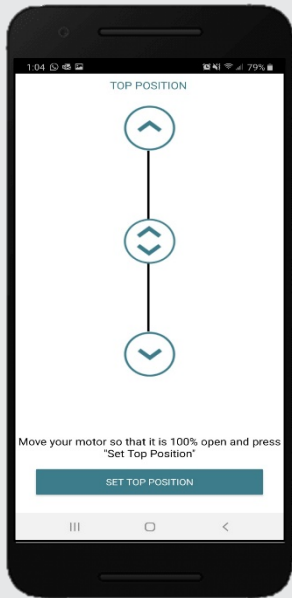 1:04 79%
TOP POSITION
Move your motor so that it is 100% open and press
"Set Top Position"
SET TOP POSITION